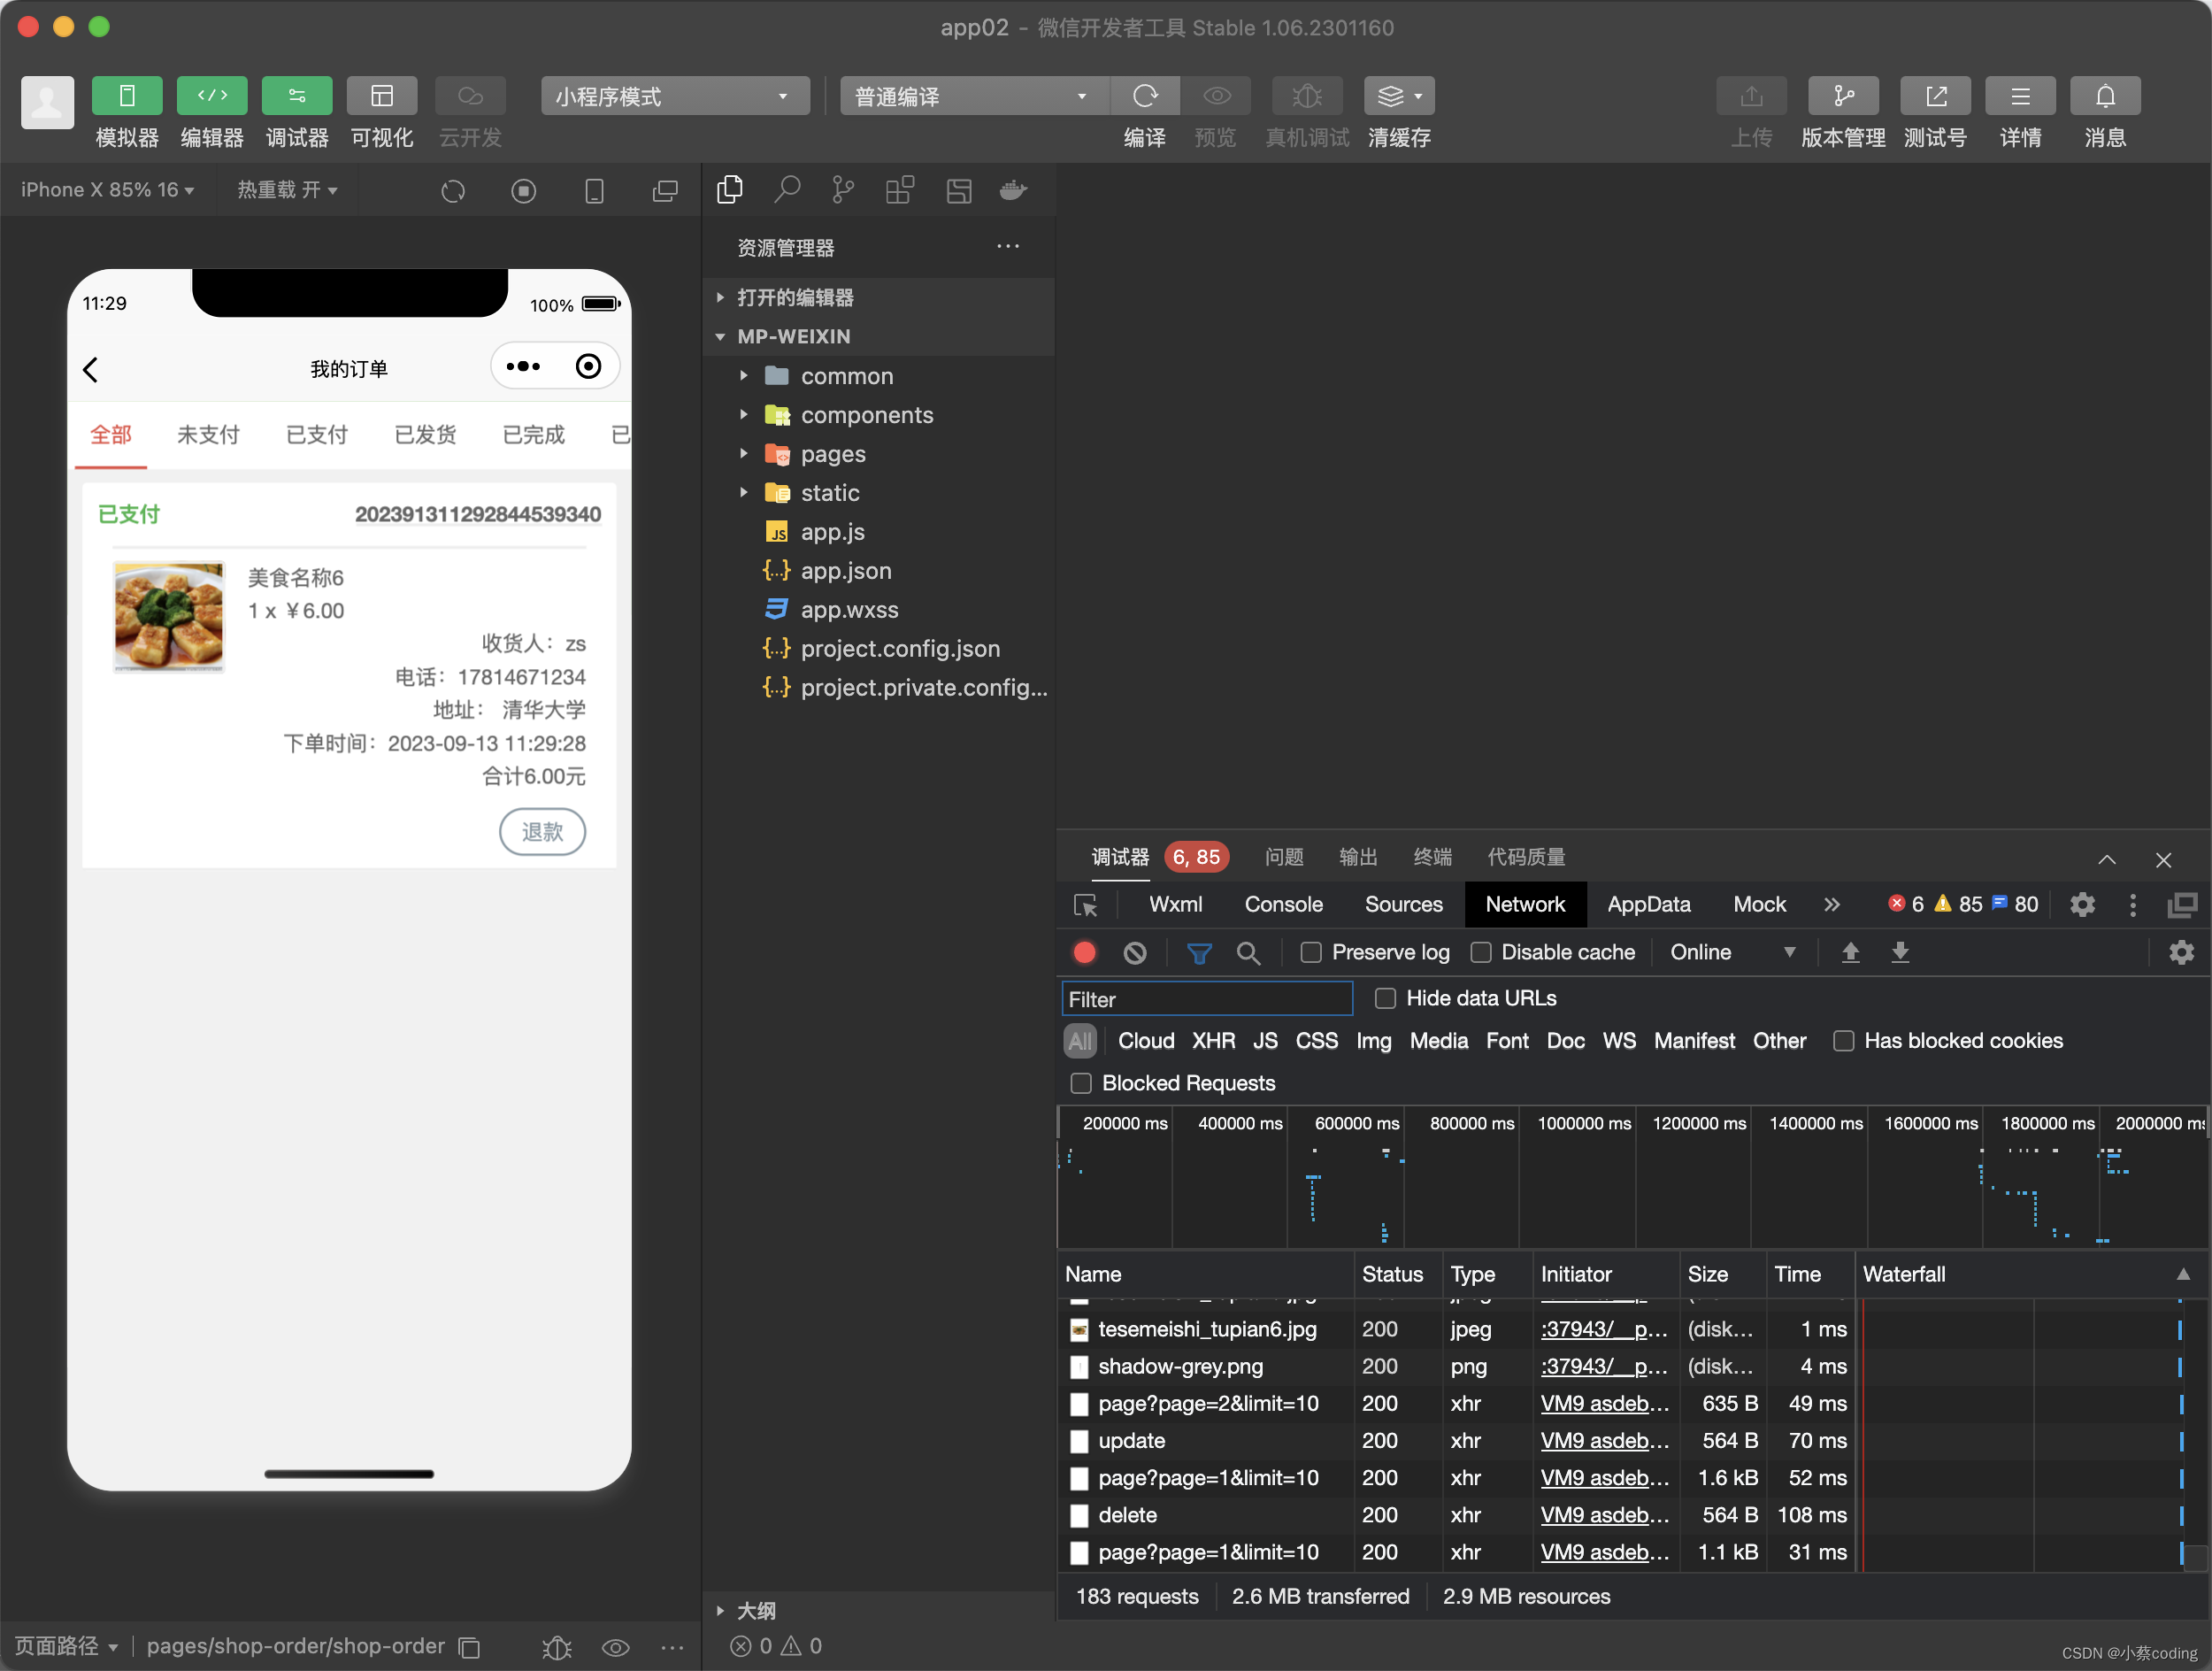 app02 – 微信开发者工具 Stable 1.06.2301160
小程序模式
普通编译
模拟器 编辑器 调试器 可视化 云开发
编译 预览 真机调试 清缓存
上传 版本管理 测试号 详情 消息
iPhone X 85% 16
热重载 开
11:29
100%
我的订单
全部 未支付 已支付 已发货 已完成 已
已支付
202391311292844539340
美食名称6
1 x ￥6.00
收货人：zs
电话：17814671234
地址： 清华大学
下单时间：2023-09-13 11:29:28
合计6.00元
退款
页面路径
pages/shop-order/shop-order
资源管理器
打开的编辑器
MP-WEIXIN
common
components
pages
static
app.js
app.json
app.wxss
project.config.json
project.private.config...
大纲
0 0
调试器 6, 85 问题 输出 终端 代码质量
Wxml Console Sources Network AppData Mock » 6 85 80
Preserve log Disable cache Online
Filter Hide data URLs
All Cloud XHR JS CSS Img Media Font Doc WS Manifest Other Has blocked cookies
Blocked Requests
200000 ms 400000 ms 600000 ms 800000 ms 1000000 ms 1200000 ms 1400000 ms 1600000 ms 1800000 ms 2000000 ms
Name Status Type Initiator Size Time Waterfall
tesemeishi_tupian6.jpg 200 jpeg :37943/__p... (disk... 1 ms
shadow-grey.png 200 png :37943/__p... (disk... 4 ms
page?page=2&limit=10 200 xhr VM9 asdeb... 635 B 49 ms
update 200 xhr VM9 asdeb... 564 B 70 ms
page?page=1&limit=10 200 xhr VM9 asdeb... 1.6 kB 52 ms
delete 200 xhr VM9 asdeb... 564 B 108 ms
page?page=1&limit=10 200 xhr VM9 asdeb... 1.1 kB 31 ms
183 requests 2.6 MB transferred 2.9 MB resources
CSDN @小蔡coding